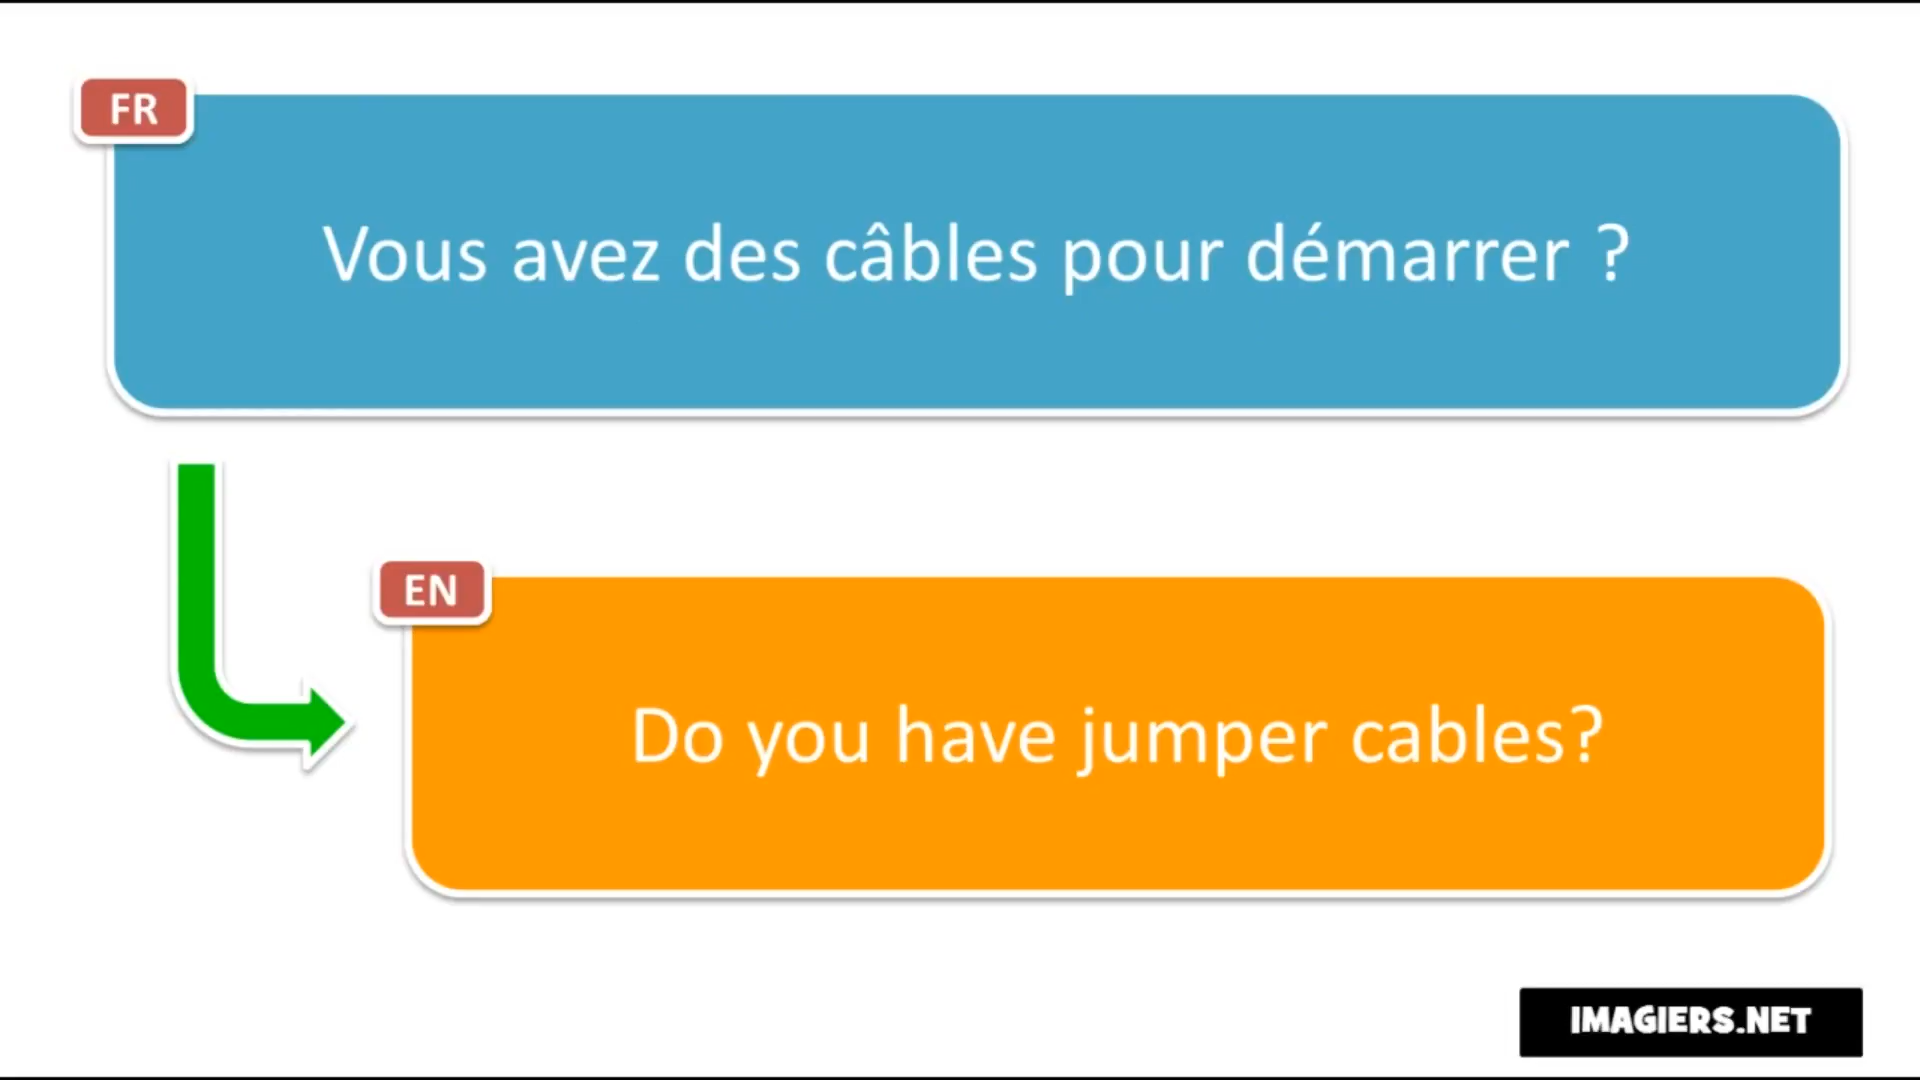 FR
Vous avez des câbles pour démarrer ?
EN
Do you have jumper cables?
IMAGIERS.NET